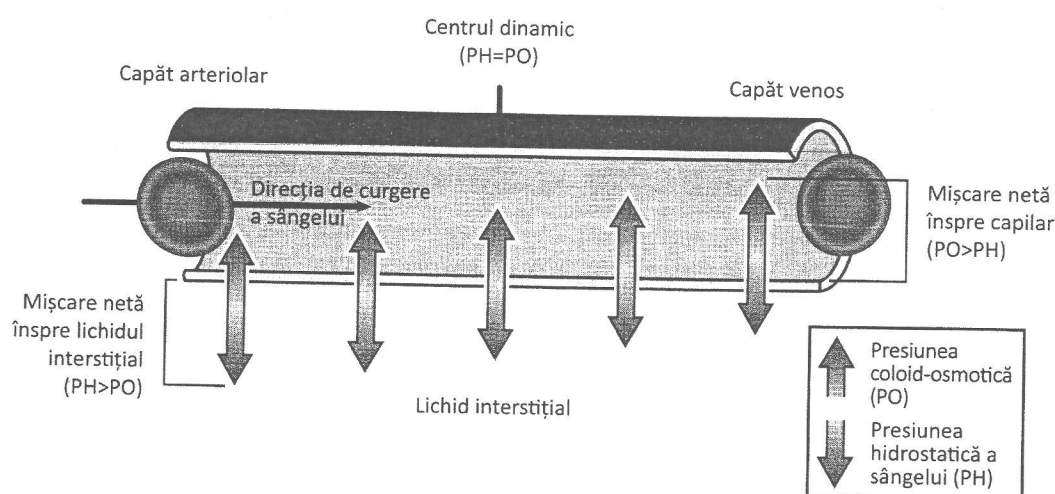 Centrul dinamic
(PH=PO)
Capăt arteriolar
Capăt venos
Direcția de curgere
a sângelui
Mișcare netă
înspre capilar
(PO>PH)
Mișcare netă
înspre lichidul
interstițial
(PH>PO)
Lichid interstițial
Presiunea
coloid-osmotică
(PO)
Presiunea
hidrostatică a
sângelui (PH)